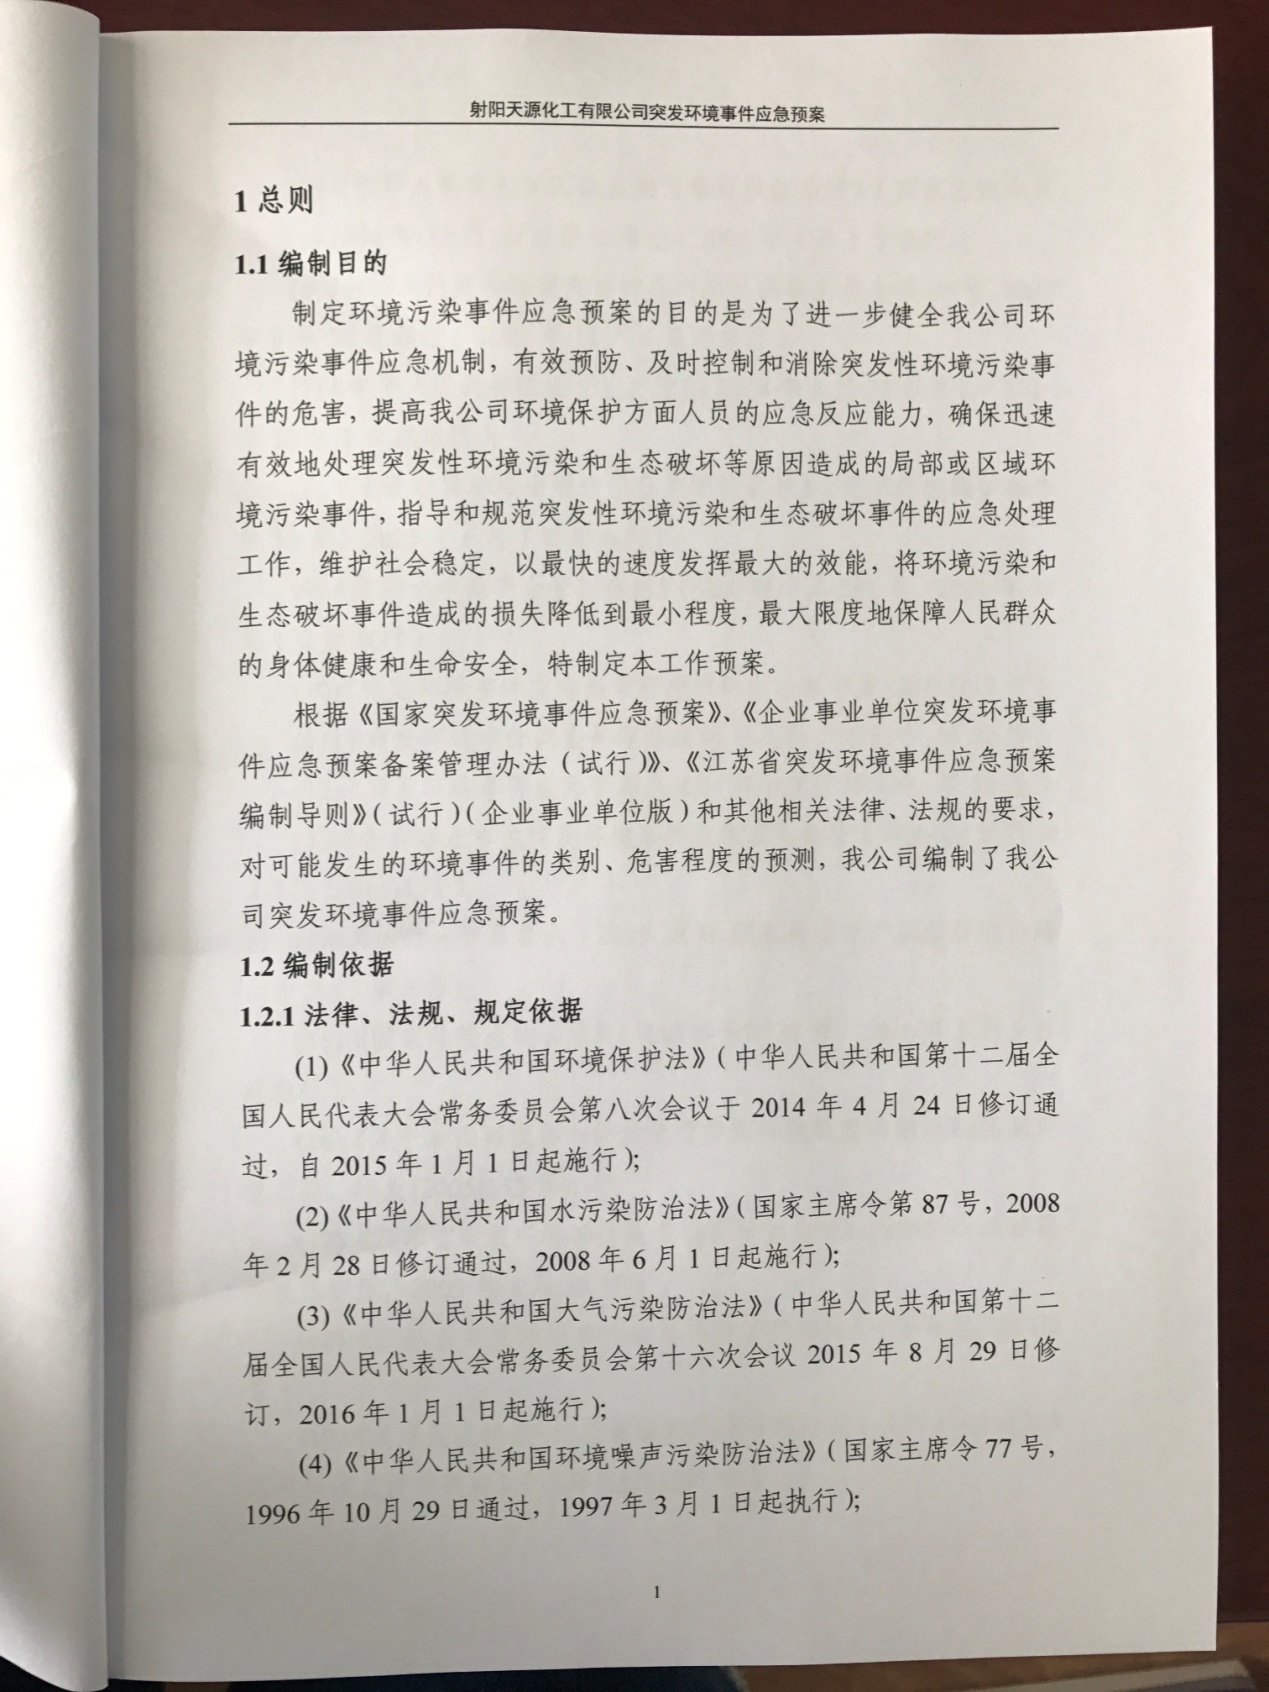 射阳天源化工有限公司突发环境事件应急预案
1 总则
1.1 编制目的
制定环境污染事件应急预案的目的是为了进一步健全我公司环
境污染事件应急机制，有效预防、及时控制和消除突发性环境污染事
件的危害，提高我公司环境保护方面人员的应急反应能力，确保迅速
有效地处理突发性环境污染和生态破坏等原因造成的局部或区域环
境污染事件，指导和规范突发性环境污染和生态破坏事件的应急处理
工作，维护社会稳定，以最快的速度发挥最大的效能，将环境污染和
生态破坏事件造成的损失降低到最小程度，最大限度地保障人民群众
的身体健康和生命安全，特制定本工作预案。
根据《国家突发环境事件应急预案》、《企业事业单位突发环境事
件应急预案备案管理办法（试行）》、《江苏省突发环境事件应急预案
编制导则》（试行）（企业事业单位版）和其他相关法律、法规的要求，
对可能发生的环境事件的类别、危害程度的预测，我公司编制了我公
司突发环境事件应急预案。
1.2 编制依据
1.2.1 法律、法规、规定依据
(1)《中华人民共和国环境保护法》（中华人民共和国第十二届全
国人民代表大会常务委员会第八次会议于 2014 年 4 月 24 日修订通
过，自 2015 年 1 月 1 日起施行）；
(2)《中华人民共和国水污染防治法》（国家主席令第 87 号，2008
年 2 月 28 日修订通过，2008 年 6 月 1 日起施行）；
(3)《中华人民共和国大气污染防治法》（中华人民共和国第十二
届全国人民代表大会常务委员会第十六次会议 2015 年 8 月 29 日修
订，2016 年 1 月 1 日起施行）；
(4)《中华人民共和国环境噪声污染防治法》（国家主席令 77 号，
1996 年 10 月 29 日通过，1997 年 3 月 1 日起执行）；
1